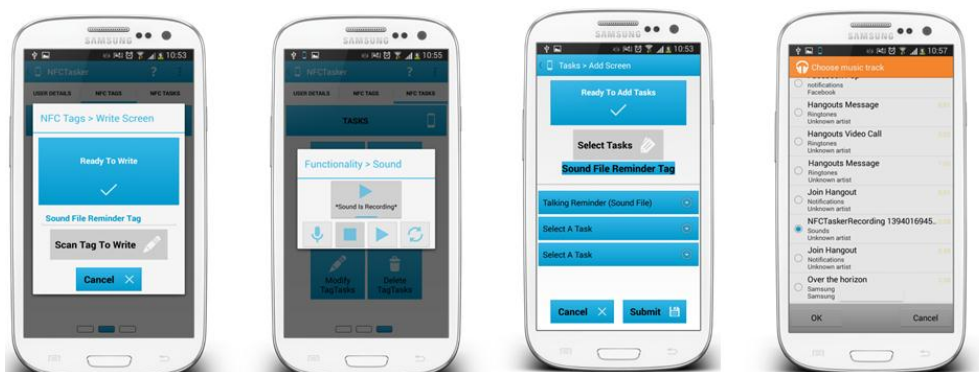 SAMSUNG
10:53
NFCTasker
?
USER DETAILS NFC TAGS NFC TASKS
NFC Tags > Write Screen
Ready To Write
Sound File Reminder Tag
Scan Tag To Write
Cancel
SAMSUNG
10:55
NFCTasker
?
USER DETAILS NFC TAGS NFC TASKS
TASKS
Functionality > Sound
*Sound Is Recording*
Modify
TagTasks
Delete
TagTasks
SAMSUNG
10:53
Tasks > Add Screen
Ready To Add Tasks
Select Tasks
Sound File Reminder Tag
Talking Reminder (Sound File)
Select A Task
Select A Task
Cancel
Submit
SAMSUNG
10:57
Choose music track
notifications
Facebook
Hangouts Message
Ringtones
Unknown artist
Hangouts Video Call
Ringtones
Unknown artist
Hangouts Message
Ringtones
Unknown artist
Join Hangout
Notifications
Unknown artist
NFCTaskerRecording 1394016945..
Sounds
Unknown artist
Join Hangout
Notifications
Unknown artist
Over the horizon
Samsung
Samsung
OK
Cancel